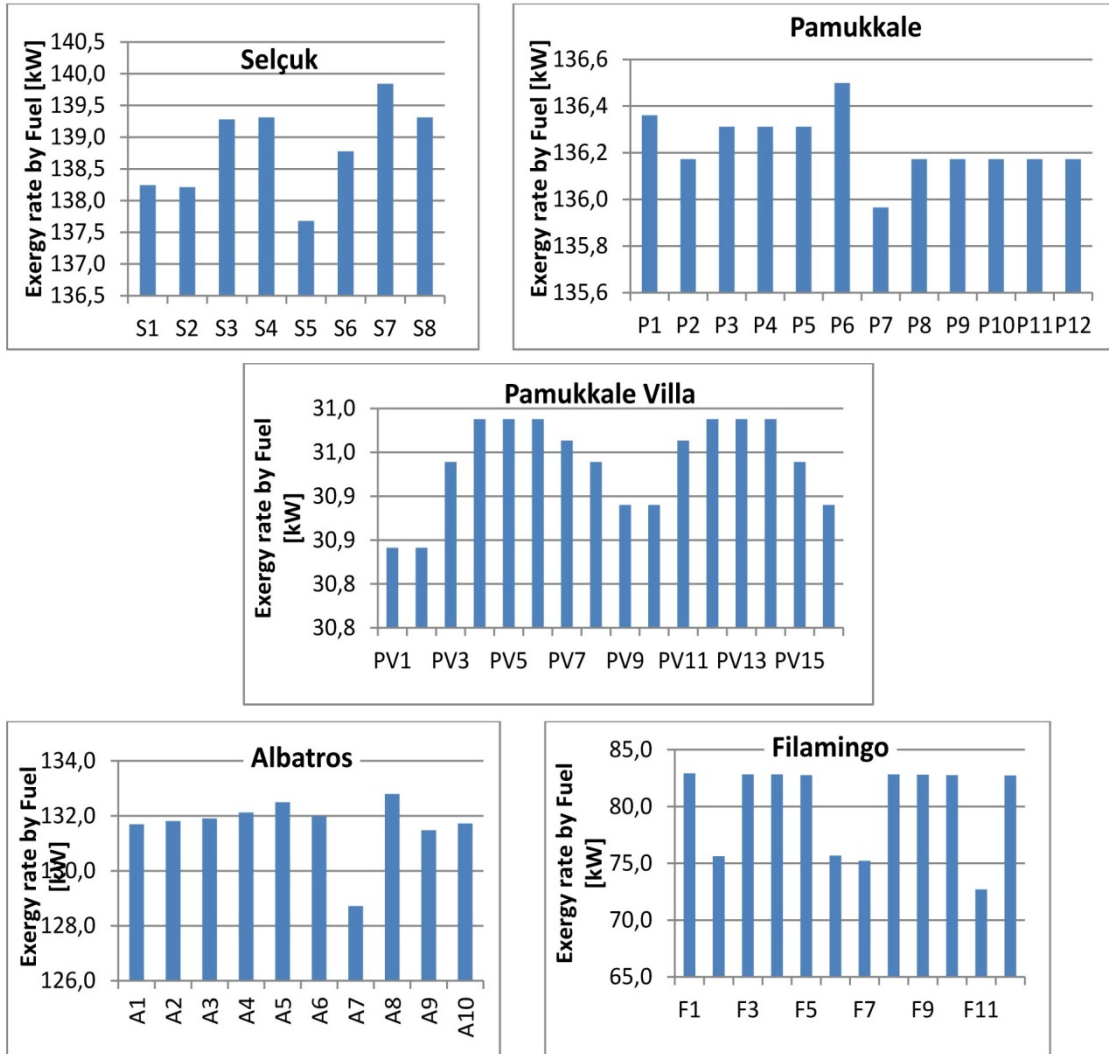 Selçuk
Exergy rate by Fuel [kW]
140,5
140,0
139,5
139,0
138,5
138,0
137,5
137,0
136,5
S1 S2 S3 S4 S5 S6 S7 S8
Pamukkale
Exergy rate by Fuel [kW]
136,6
136,4
136,2
136,0
135,8
135,6
P1 P2 P3 P4 P5 P6 P7 P8 P9 P10 P11 P12
Pamukkale Villa
Exergy rate by Fuel
[kW]
31,0
31,0
30,9
30,9
30,8
30,8
PV1 PV3 PV5 PV7 PV9 PV11 PV13 PV15
Albatros
Exergy rate by Fuel
[kW]
134,0
132,0
130,0
128,0
126,0
A1 A2 A3 A4 A5 A6 A7 A8 A9 A10
Filamingo
Exergy rate by Fuel
[kW]
85,0
80,0
75,0
70,0
65,0
F1 F3 F5 F7 F9 F11